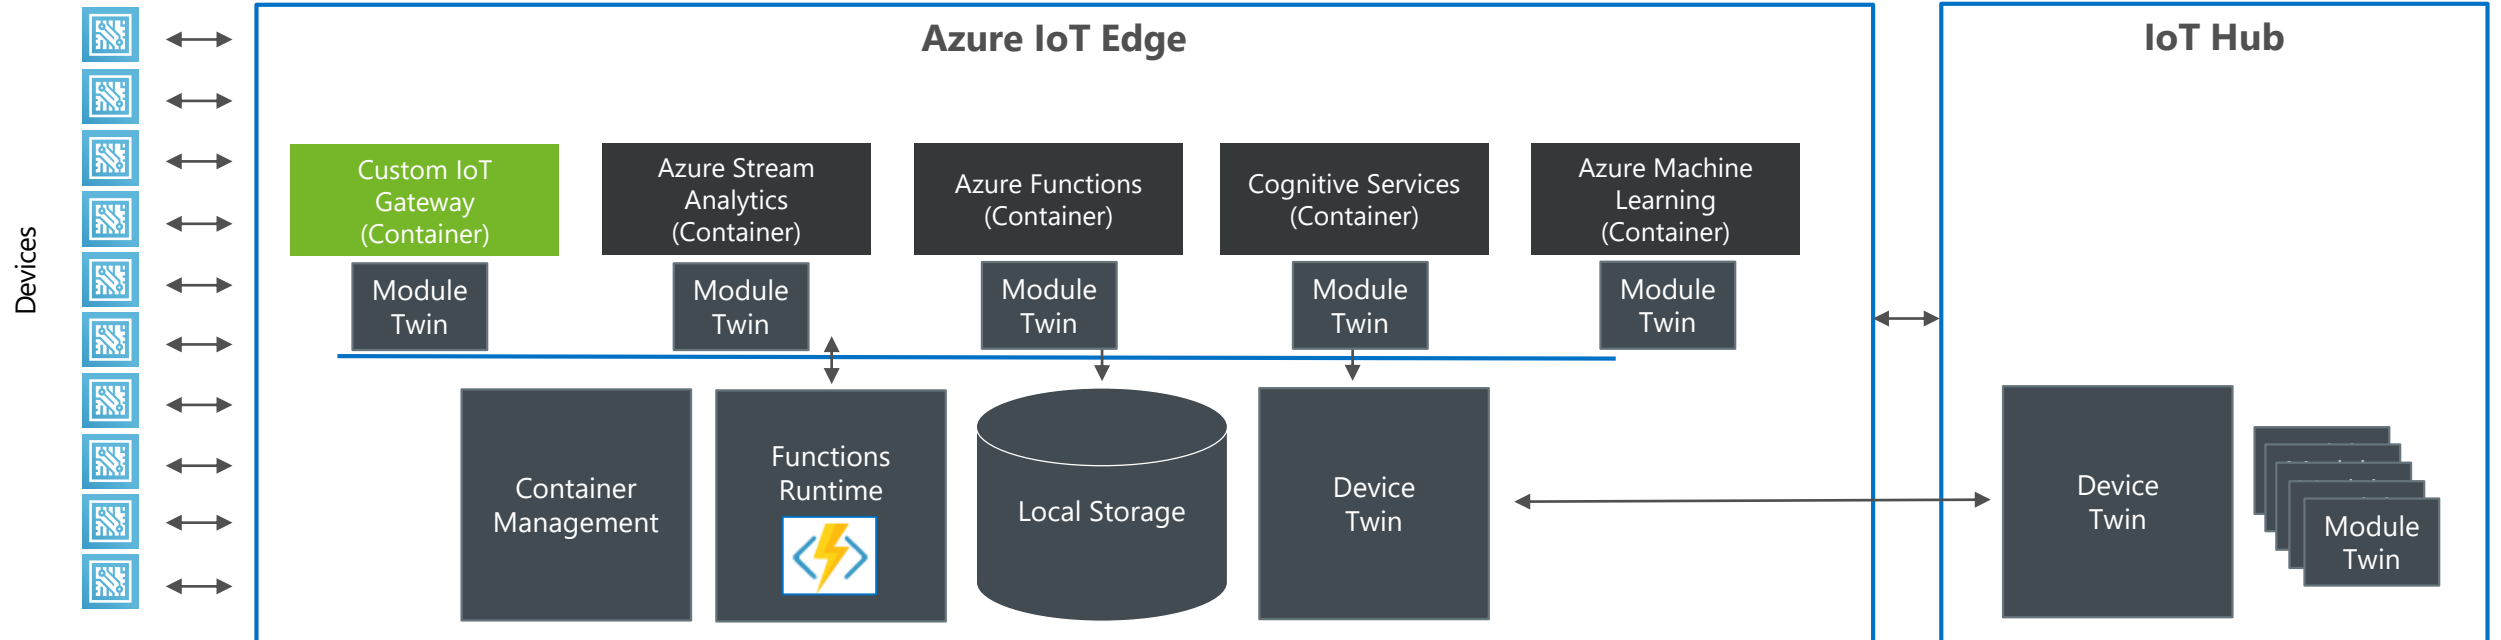 Devices
Azure IoT Edge
Custom IoT
Gateway
(Container)
Azure Stream
Analytics
(Container)
Azure Functions
(Container)
Cognitive Services
(Container)
Azure Machine
Learning
(Container)
Module
Twin
Module
Twin
Module
Twin
Module
Twin
Module
Twin
Container
Management
Functions
Runtime
Local Storage
Device
Twin
IoT Hub
Device
Twin
Module
Twin